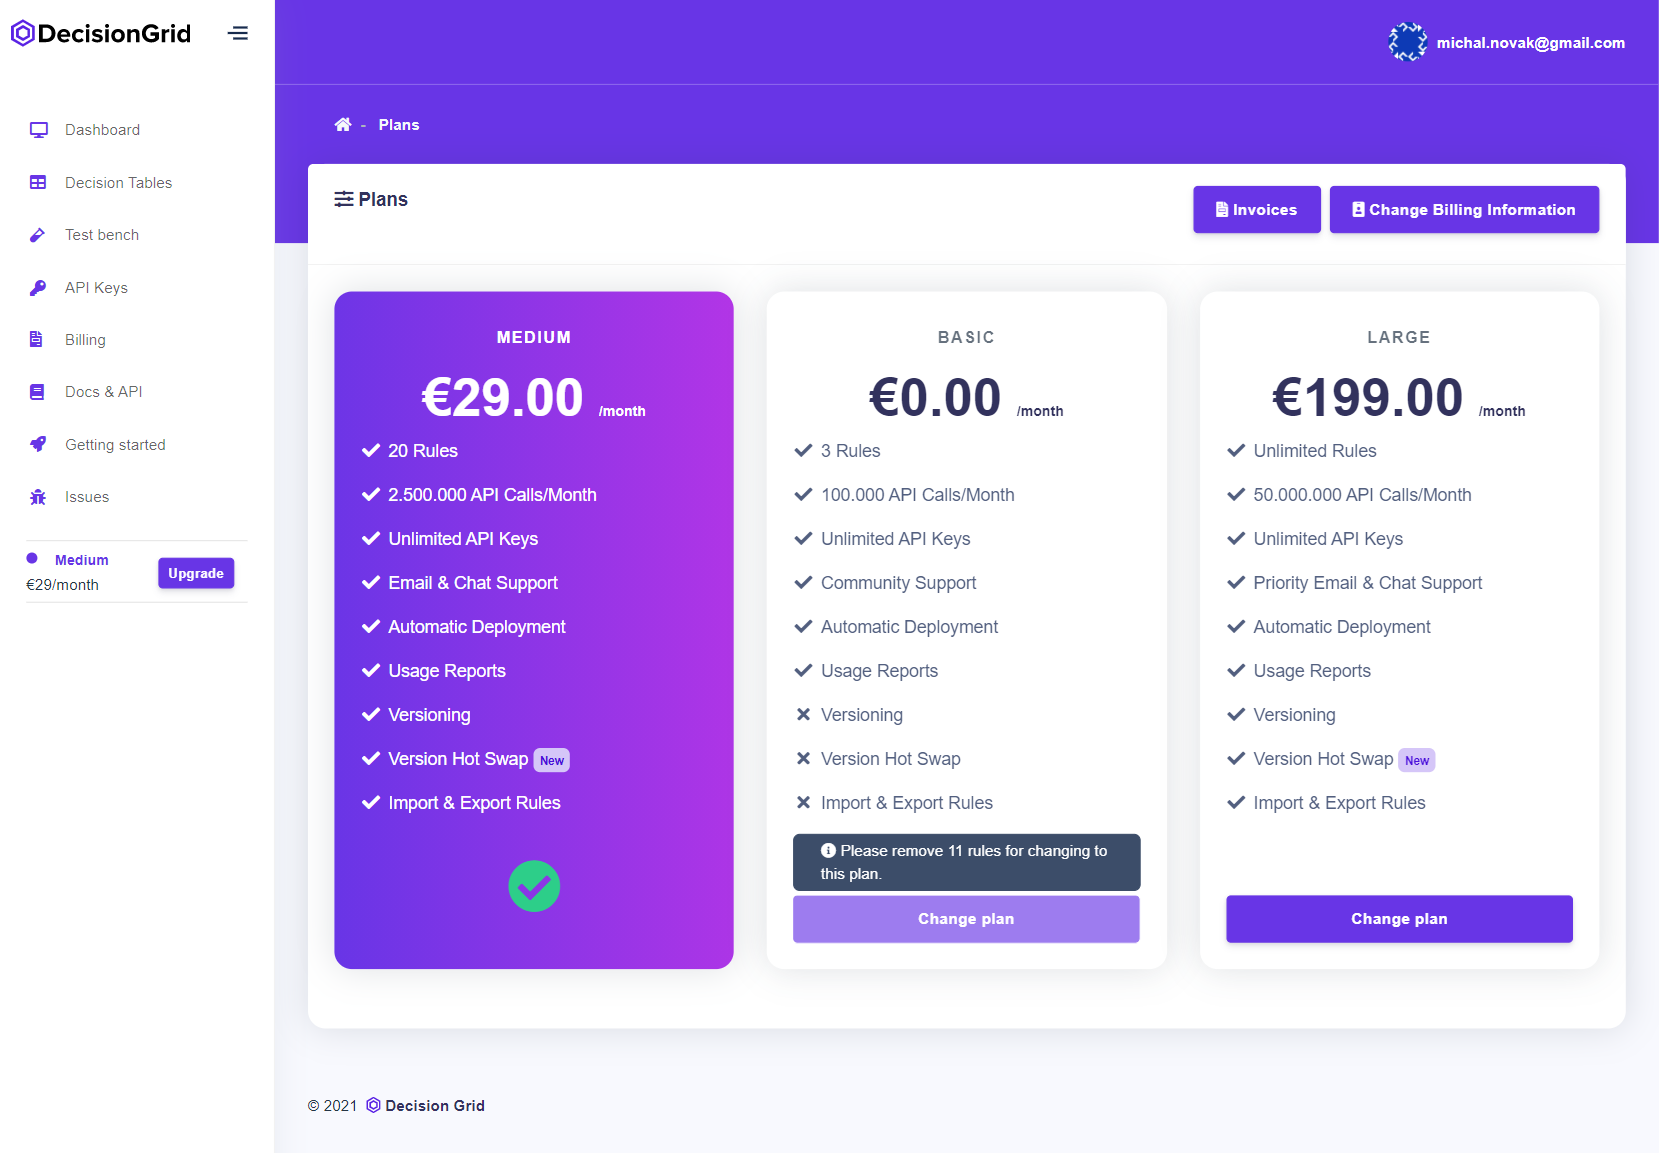 DecisionGrid
michal.novak@gmail.com
Dashboard
Decision Tables
Test bench
API Keys
Billing
Docs & API
Getting started
Issues
Medium
€29/month
Upgrade
- Plans
Plans
Invoices
Change Billing Information
MEDIUM
€29.00 /month
20 Rules
2.500.000 API Calls/Month
Unlimited API Keys
Email & Chat Support
Automatic Deployment
Usage Reports
Versioning
Version Hot Swap New
Import & Export Rules
BASIC
€0.00 /month
3 Rules
100.000 API Calls/Month
Unlimited API Keys
Community Support
Automatic Deployment
Usage Reports
Versioning
Version Hot Swap
Import & Export Rules
Please remove 11 rules for changing to
this plan.
Change plan
LARGE
€199.00 /month
Unlimited Rules
50.000.000 API Calls/Month
Unlimited API Keys
Priority Email & Chat Support
Automatic Deployment
Usage Reports
Versioning
Version Hot Swap New
Import & Export Rules
Change plan
© 2021 Decision Grid